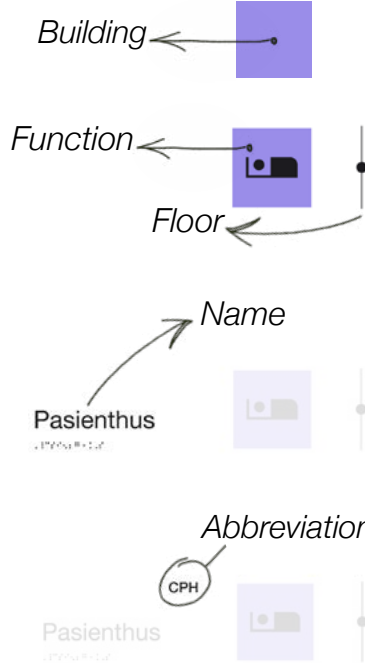 Building
Function
Floor
Name
Pasienthus
Abbreviation
CPH
Pasienthus